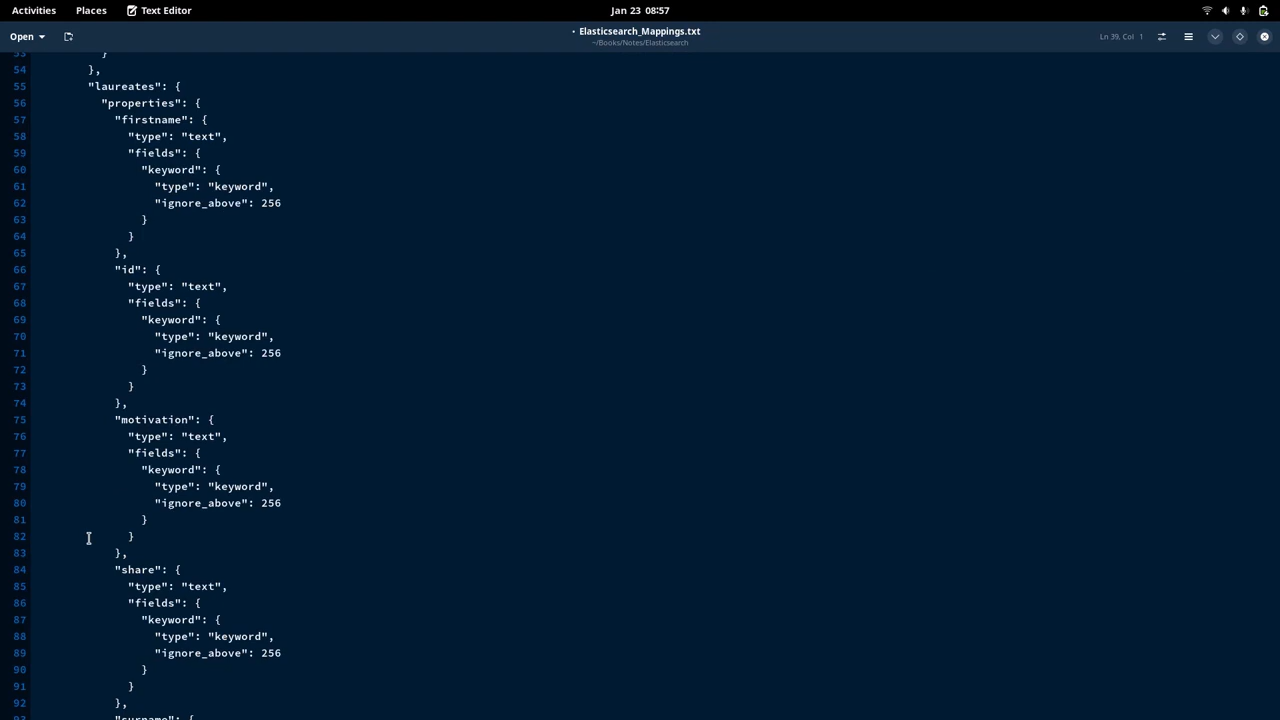 Activities Places Text Editor Jan 23 08:57
Open • Elasticsearch_Mappings.txt Ln 39, Col 1
~/Books/Notes/Elasticsearch
53 }
54 },
55 "laureates": {
56 "properties": {
57 "firstname": {
58 "type": "text",
59 "fields": {
60 "keyword": {
61 "type": "keyword",
62 "ignore_above": 256
63 }
64 }
65 },
66 "id": {
67 "type": "text",
68 "fields": {
69 "keyword": {
70 "type": "keyword",
71 "ignore_above": 256
72 }
73 }
74 },
75 "motivation": {
76 "type": "text",
77 "fields": {
78 "keyword": {
79 "type": "keyword",
80 "ignore_above": 256
81 }
82 }
83 },
84 "share": {
85 "type": "text",
86 "fields": {
87 "keyword": {
88 "type": "keyword",
89 "ignore_above": 256
90 }
91 }
92 },
93 "surname": {